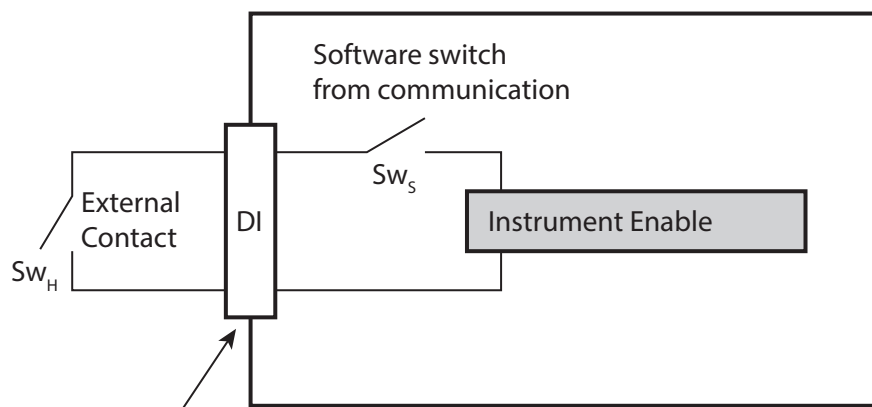 Software switch
from communication
Sw_S
External
Contact
DI
Instrument Enable
Sw_H